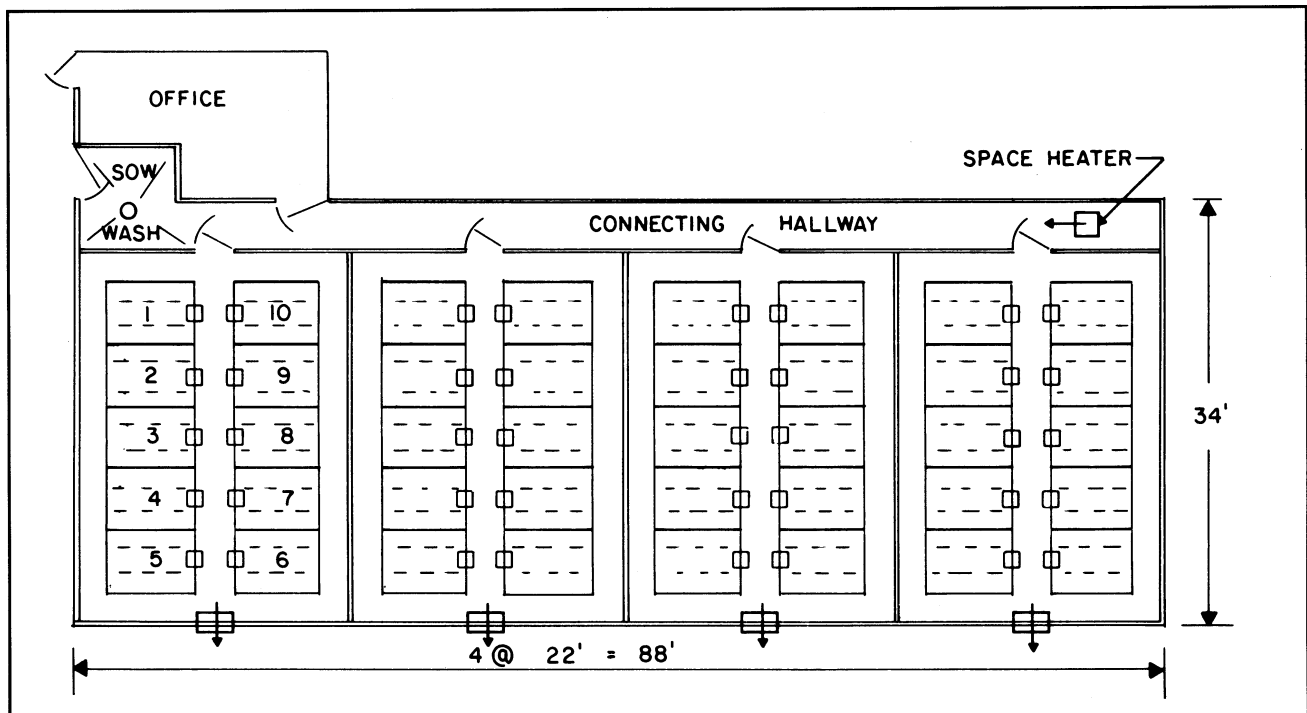 OFFICE
SPACE HEATER
SOW
WASH
CONNECTING HALLWAY
1 10
2 9
3 8
4 7
5 6
34'
4 @ 22' = 88'